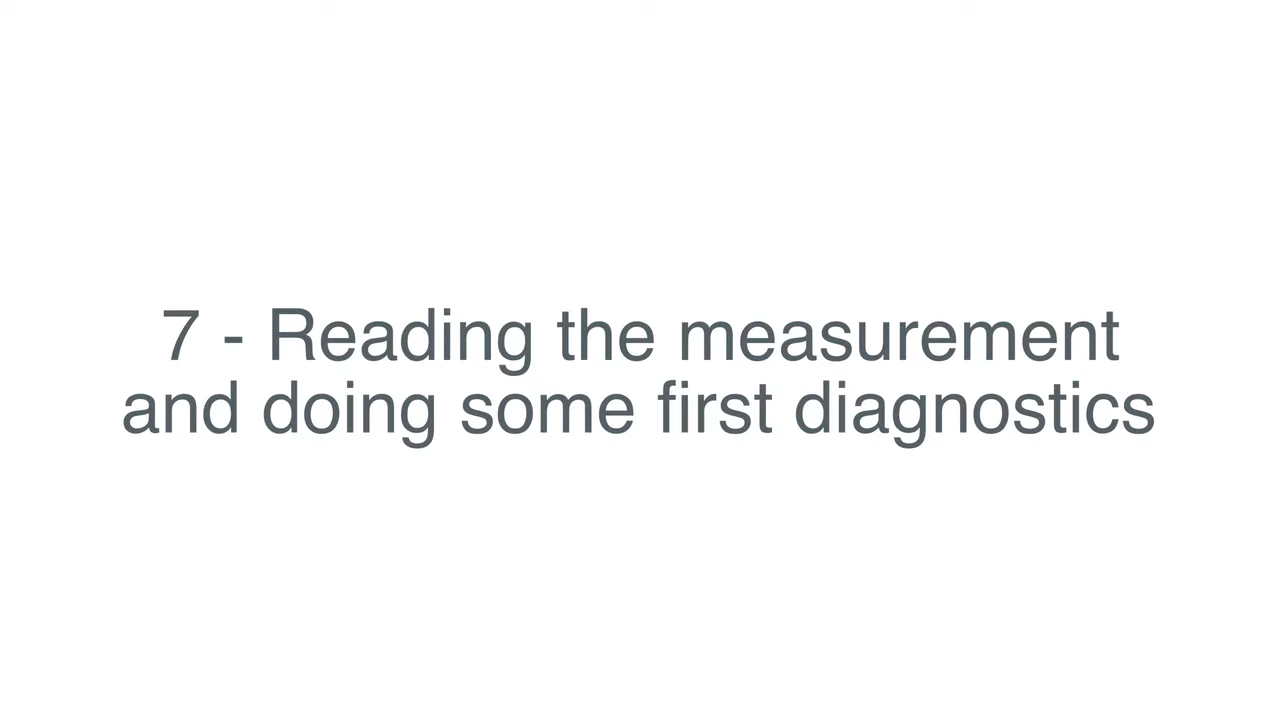 7 - Reading the measurement
and doing some first diagnostics